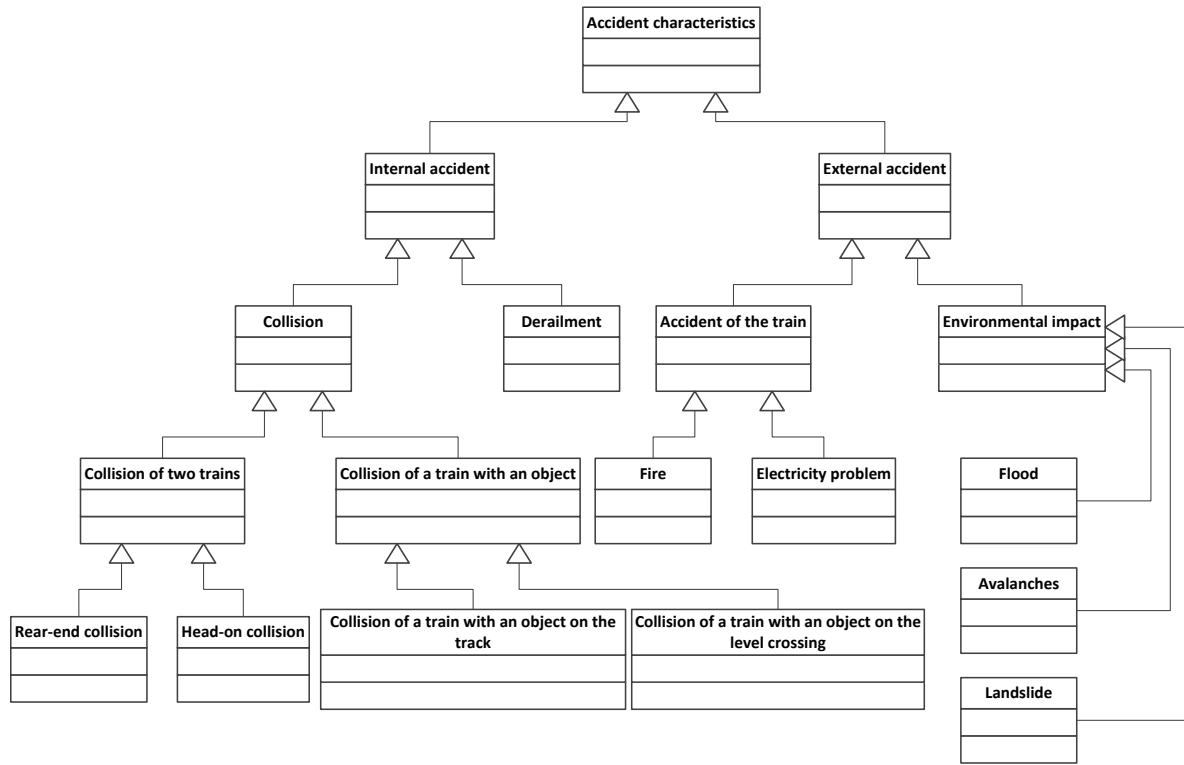 Accident characteristics
Internal accident
External accident
Collision
Derailment
Accident of the train
Environmental impact
Collision of two trains
Collision of a train with an object
Fire
Electricity problem
Flood
Avalanches
Rear-end collision
Head-on collision
Collision of a train with an object on the
track
Collision of a train with an object on the
level crossing
Landslide